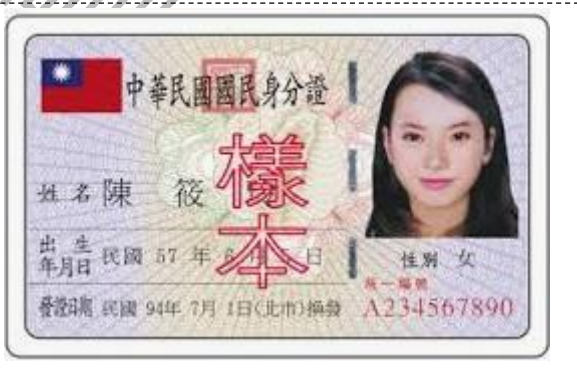 中華民國國民身分證
樣本
姓名 陳筱
出生年月日 民國 57 年 6 日
性別 女
發證日期 民國 94年 7月 1日(北市)換發
統一編號
A234567890